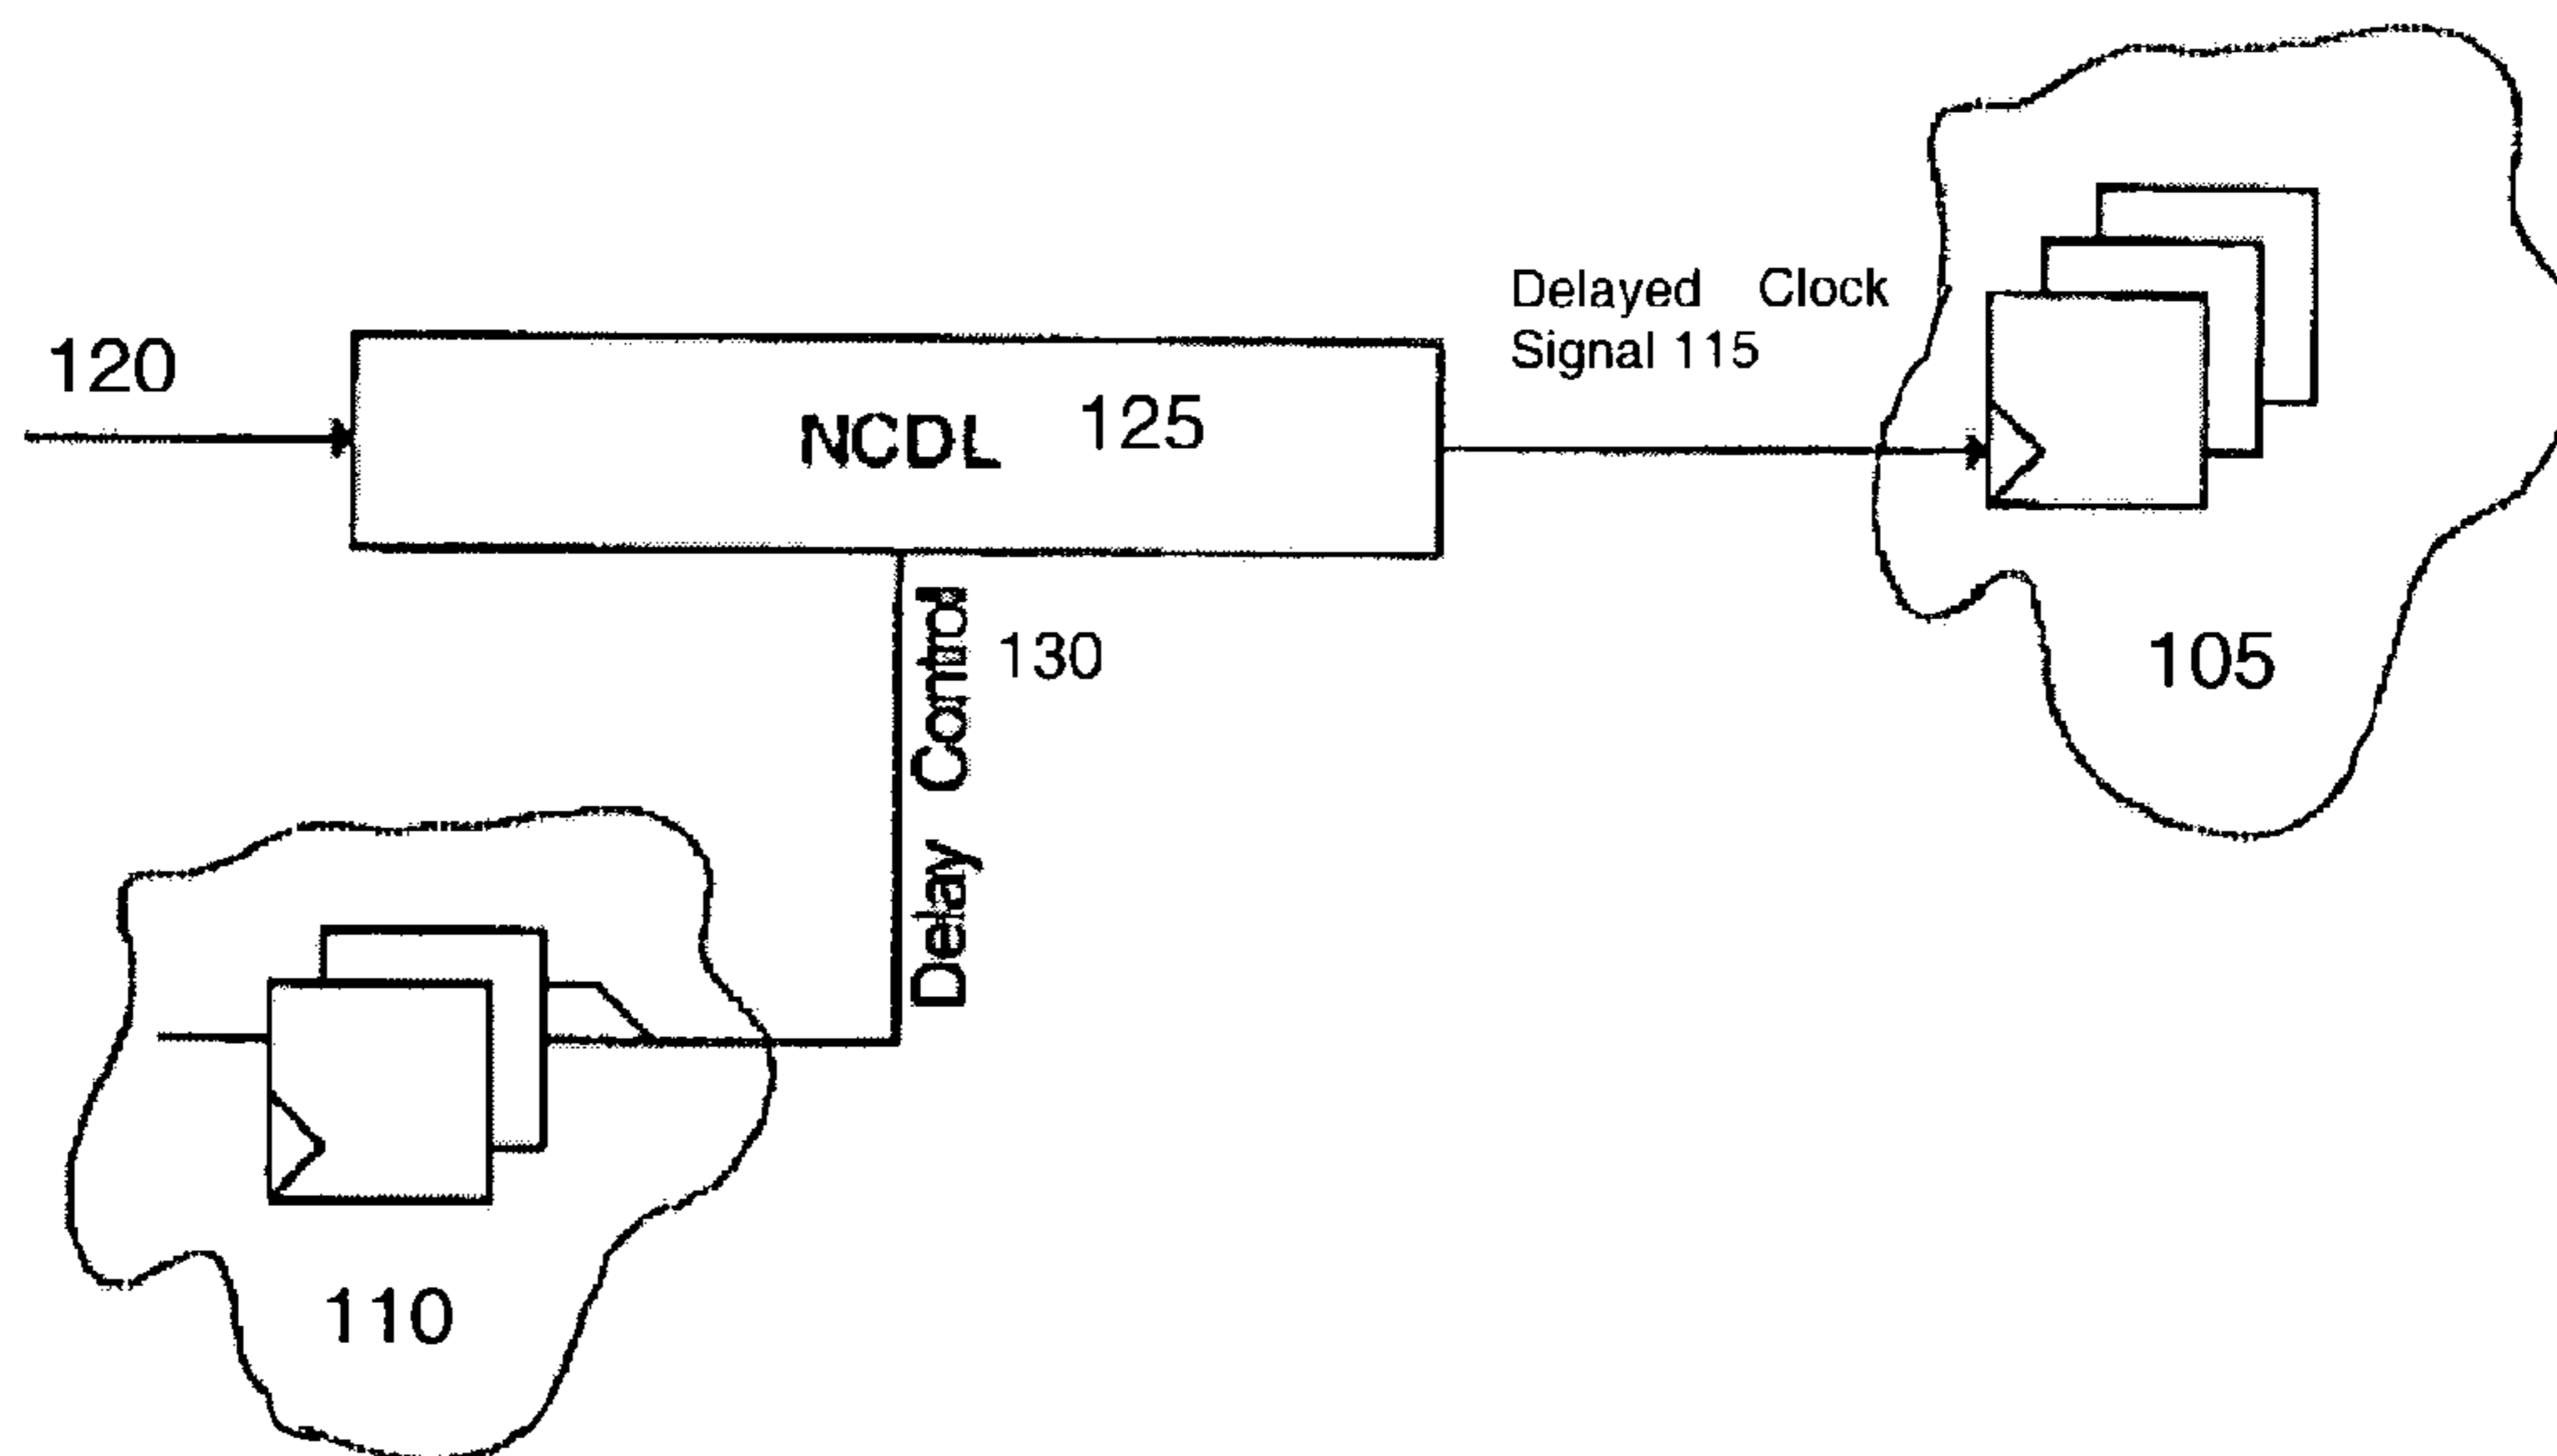 Delayed Clock
Signal 115
120
NCDL 125
Delay Control
130
105
110